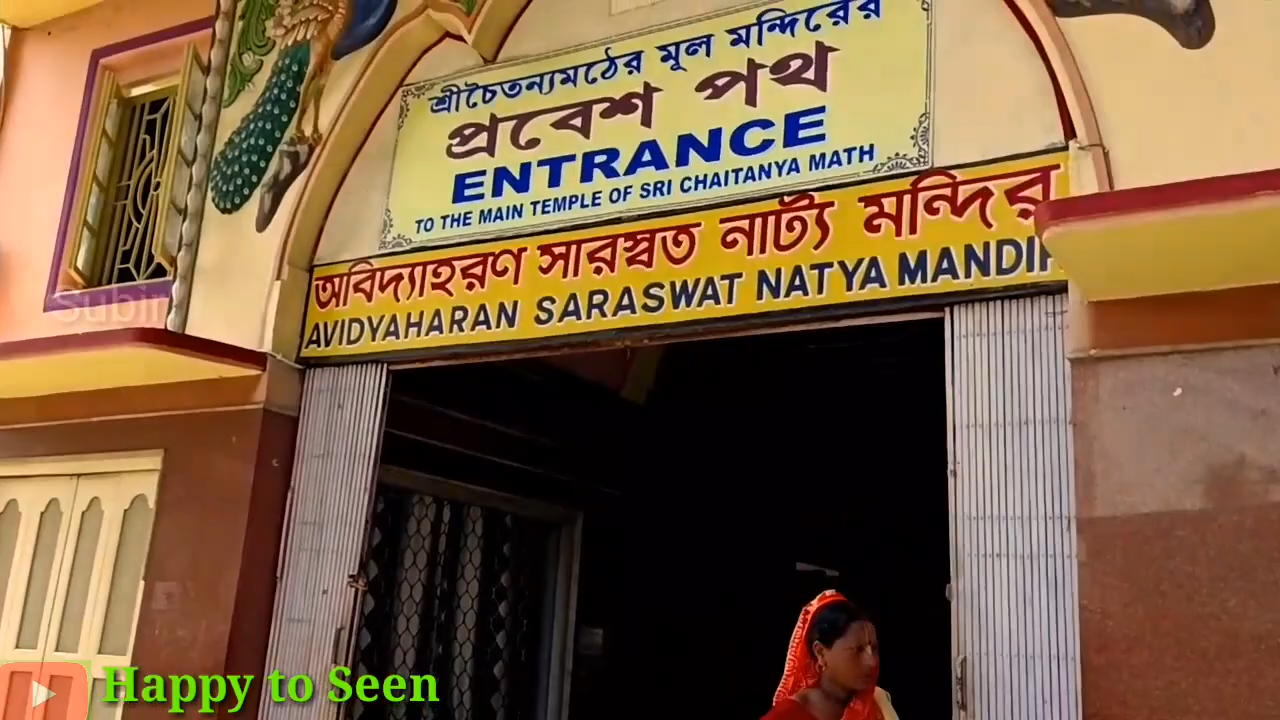 শ্রীচৈতন্যমঠের মূল মন্দিরের
প্রবেশ পথ
ENTRANCE
TO THE MAIN TEMPLE OF SRI CHAITANYA MATH
অবিদ্যাহরণ সারস্বত নাট্য মন্দির
AVIDYAHARAN SARASWAT NATYA MANDIR
Subir
Happy to Seen